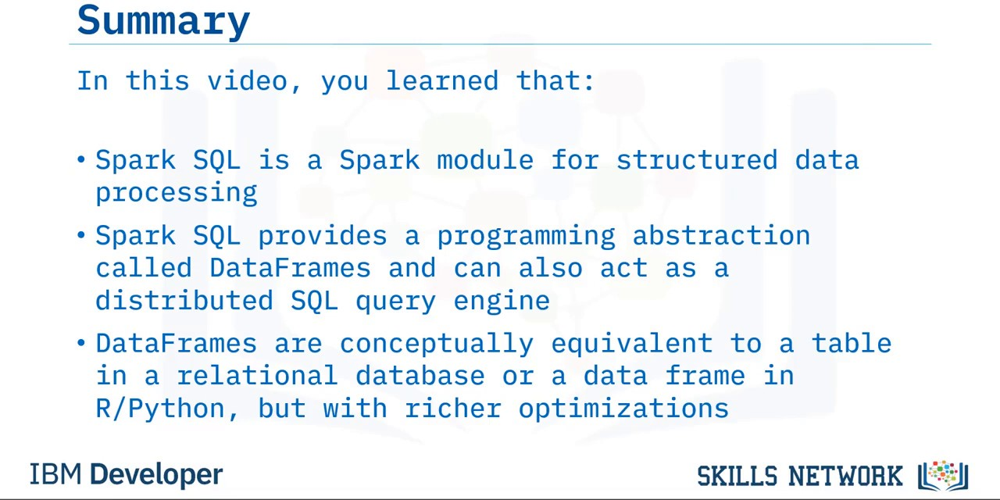 Summary
In this video, you learned that:
• Spark SQL is a Spark module for structured data
processing
• Spark SQL provides a programming abstraction
called DataFrames and can also act as a
distributed SQL query engine
• DataFrames are conceptually equivalent to a table
in a relational database or a data frame in
R/Python, but with richer optimizations
IBM Developer
SKILLS NETWORK